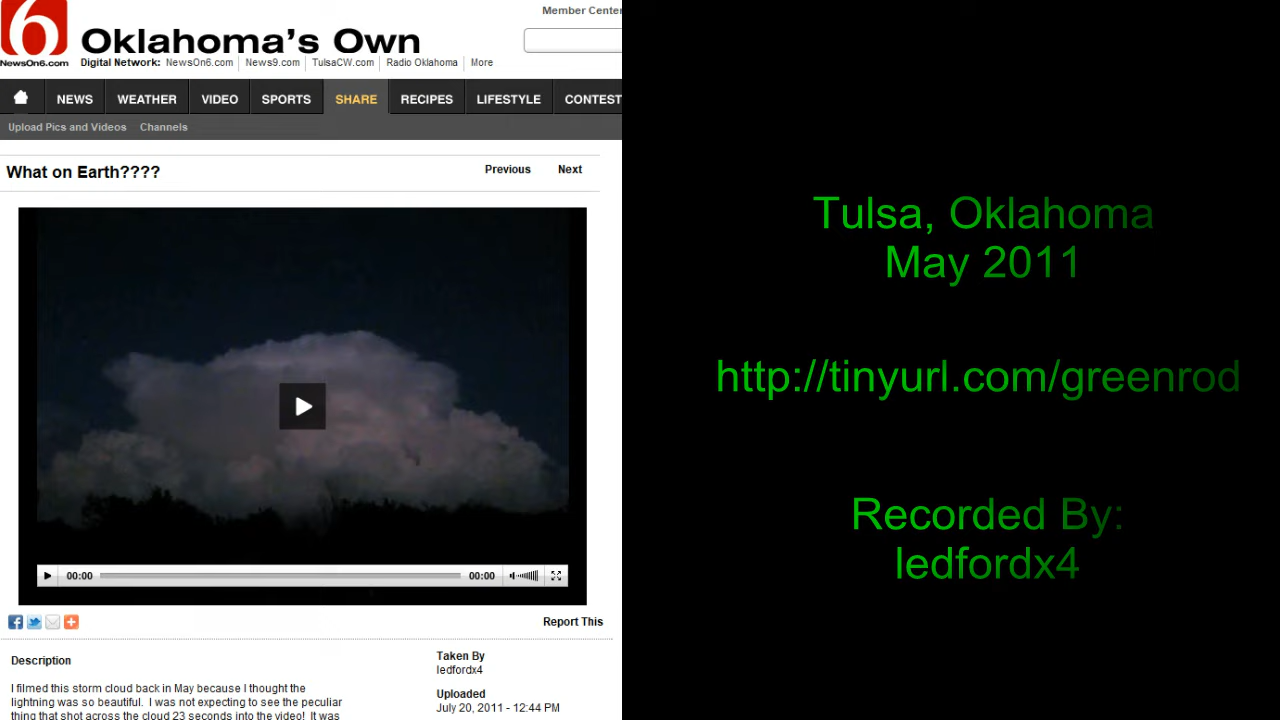 Member Center
6
Oklahoma's Own
NewsOn6.com
Digital Network: NewsOn6.com News9.com TulsaCW.com Radio Oklahoma More
NEWS WEATHER VIDEO SPORTS SHARE RECIPES LIFESTYLE CONTEST
Upload Pics and Videos Channels
What on Earth????
Previous Next
00:00 00:00
Report This
Description
I filmed this storm cloud back in May because I thought the
lightning was so beautiful. I was not expecting to see the peculiar
thing that shot across the cloud 23 seconds into the video! It was
Taken By
ledfordx4
Uploaded
July 20, 2011 - 12:44 PM
Tulsa, Oklahoma
May 2011
http://tinyurl.com/greenrod
Recorded By:
ledfordx4